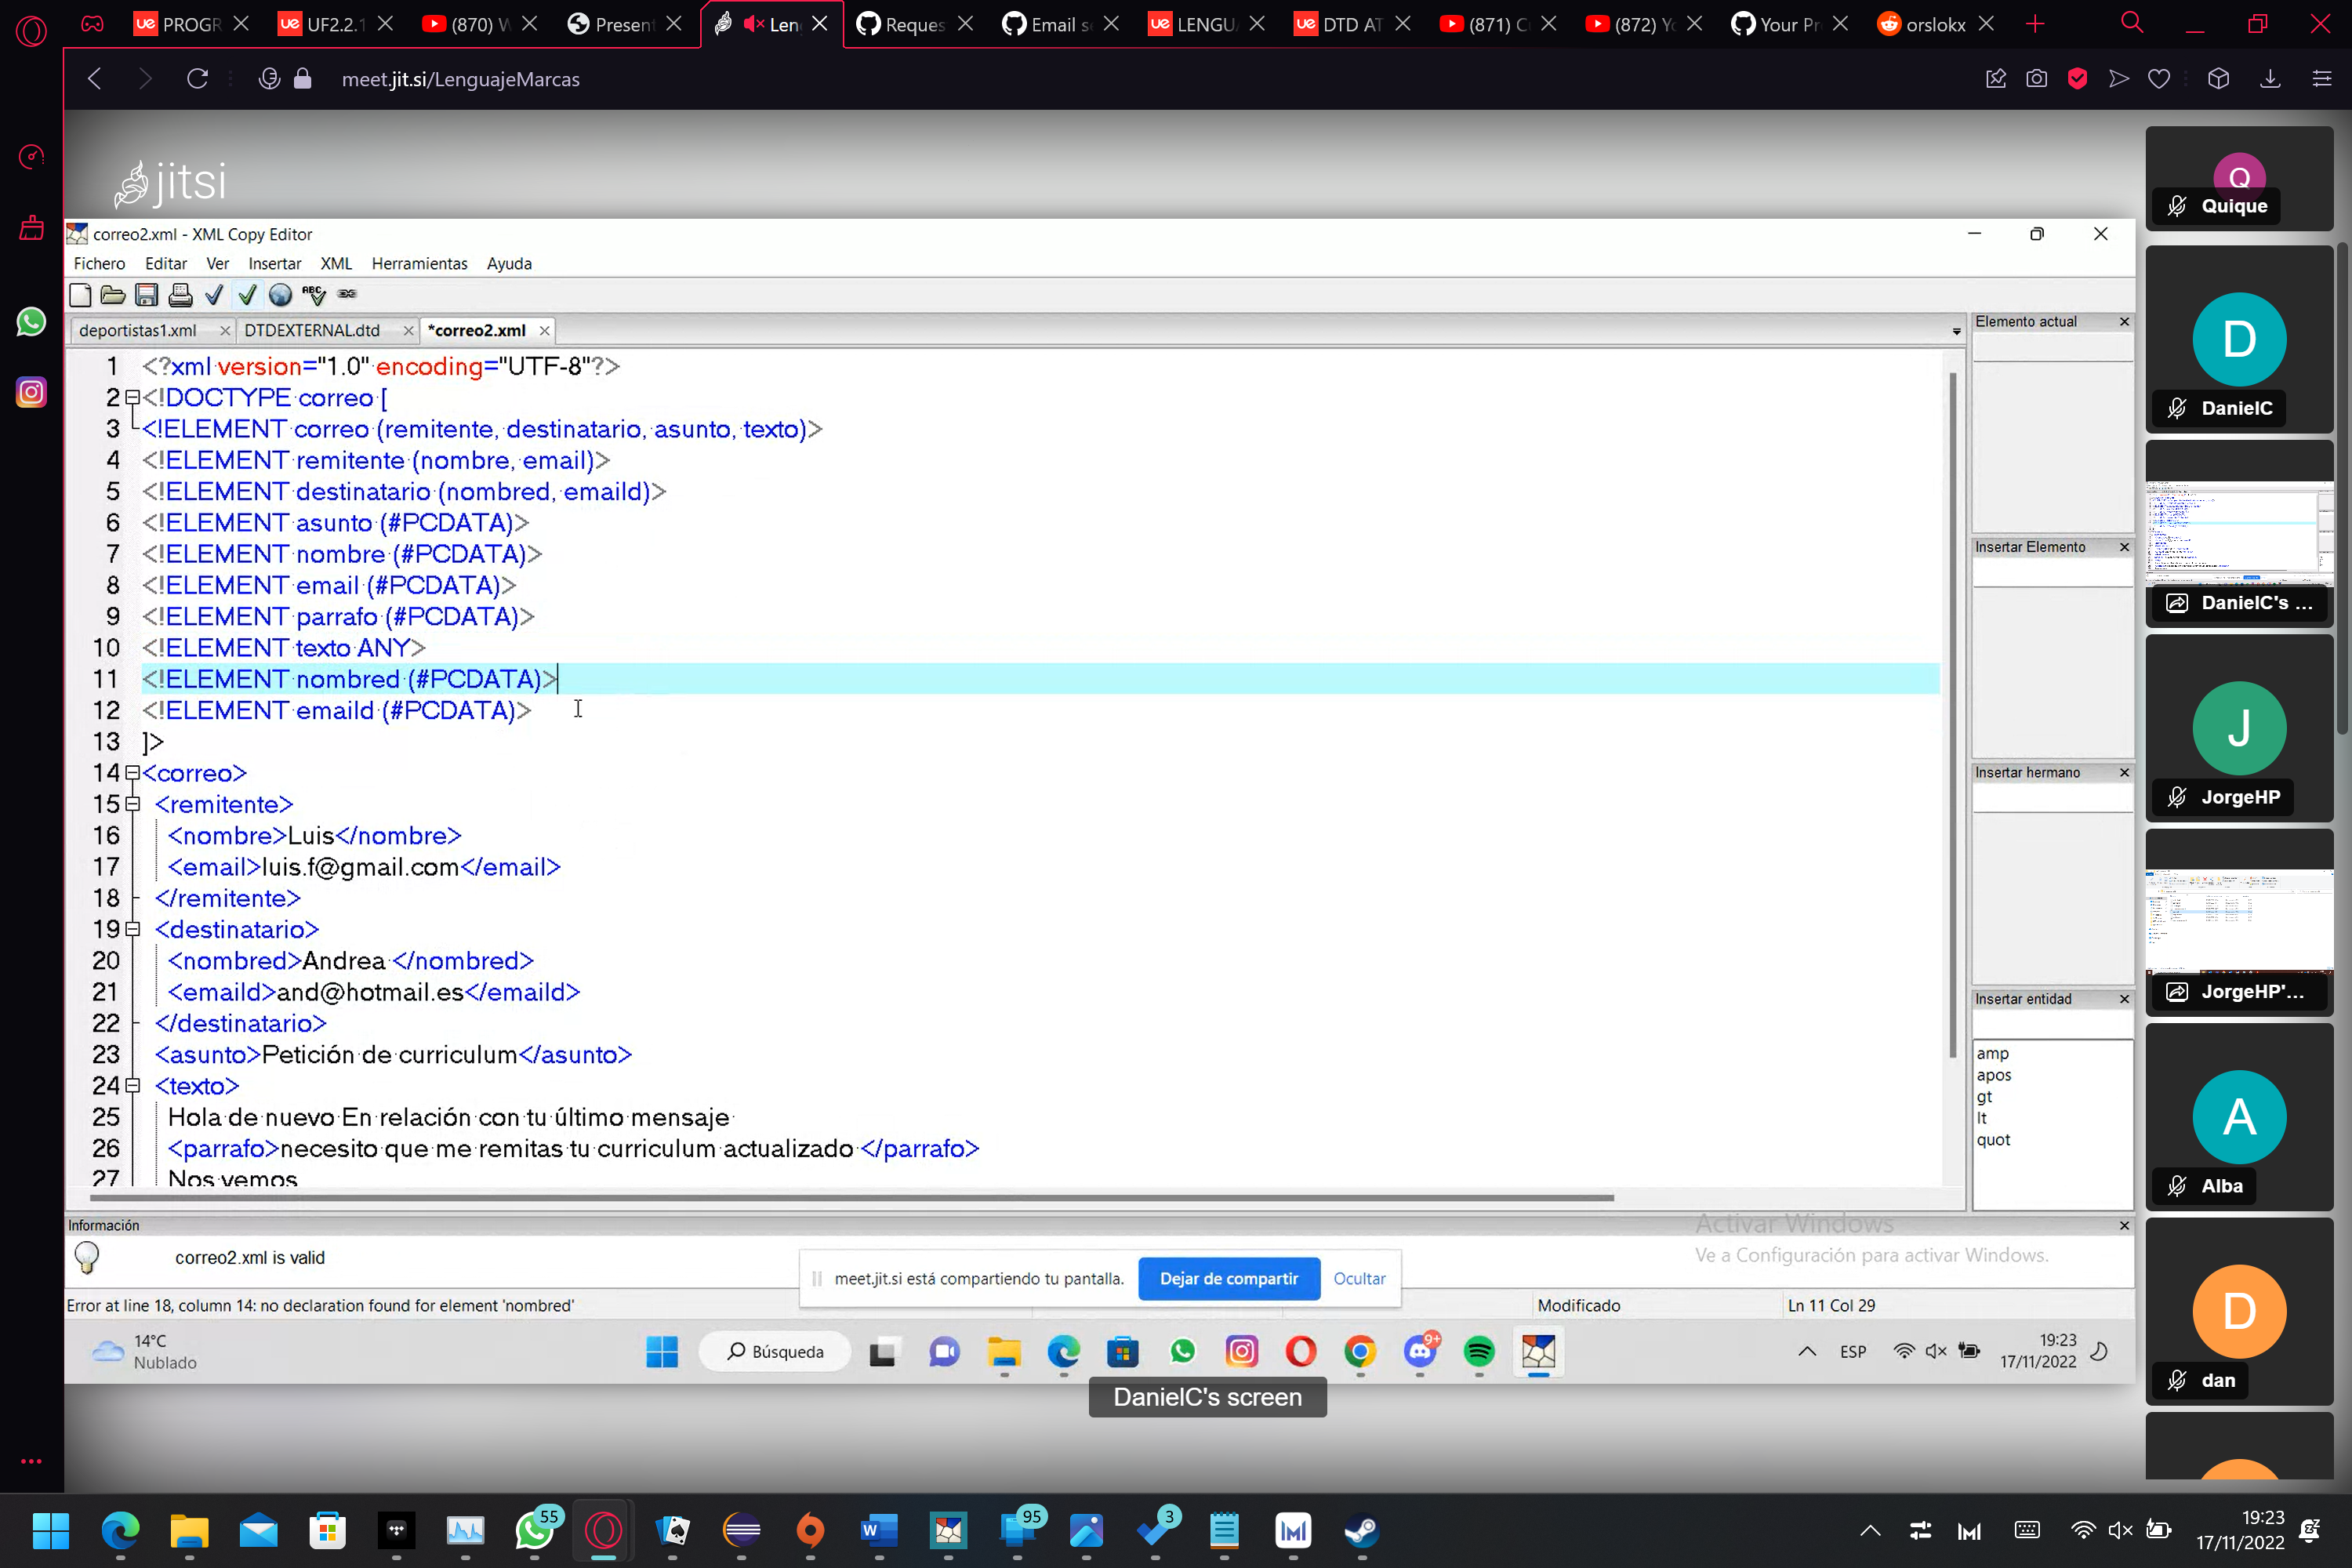 PROGR
UF2.2.1
(870) W
Present
Len
Reques
Email se
LENGU
DTD AT
(871) C
(872) Yo
Your Pr
orslokx
meet.jit.si/LenguajeMarcas
jitsi
correo2.xml - XML Copy Editor
Fichero Editar Ver Insertar XML Herramientas Ayuda
deportistas1.xml DTDEXTERNAL.dtd *correo2.xml
1 <?xml version="1.0" encoding="UTF-8"?>
2 <!DOCTYPE correo [
3 <!ELEMENT correo (remitente, destinatario, asunto, texto)>
4 <!ELEMENT remitente (nombre, email)>
5 <!ELEMENT destinatario (nombred, emaild)>
6 <!ELEMENT asunto (#PCDATA)>
7 <!ELEMENT nombre (#PCDATA)>
8 <!ELEMENT email (#PCDATA)>
9 <!ELEMENT parrafo (#PCDATA)>
10 <!ELEMENT texto ANY>
11 <!ELEMENT nombred (#PCDATA)>
12 <!ELEMENT emaild (#PCDATA)>
13 ]>
14 <correo>
15 <remitente>
16 <nombre>Luis</nombre>
17 <email>luis.f@gmail.com</email>
18 </remitente>
19 <destinatario>
20 <nombred>Andrea </nombred>
21 <emaild>and@hotmail.es</emaild>
22 </destinatario>
23 <asunto>Petición de curriculum</asunto>
24 <texto>
25 Hola de nuevo En relación con tu último mensaje
26 <parrafo>necesito que me remitas tu curriculum actualizado </parrafo>
27 Nos vemos
Elemento actual
Insertar Elemento
Insertar hermano
Insertar entidad
amp
apos
gt
lt
quot
Información
correo2.xml is valid
Activar Windows
Ve a Configuración para activar Windows.
meet.jit.si está compartiendo tu pantalla. Dejar de compartir Ocultar
Error at line 18, column 14: no declaration found for element 'nombred' Modificado Ln 11 Col 29
14°C
Nublado
Búsqueda
9+
ESP
19:23
17/11/2022
DanielC's screen
Q
Quique
D
DanielC
DanielC's ...
J
JorgeHP
JorgeHP'...
A
Alba
D
dan
55
95
3
19:23
17/11/2022